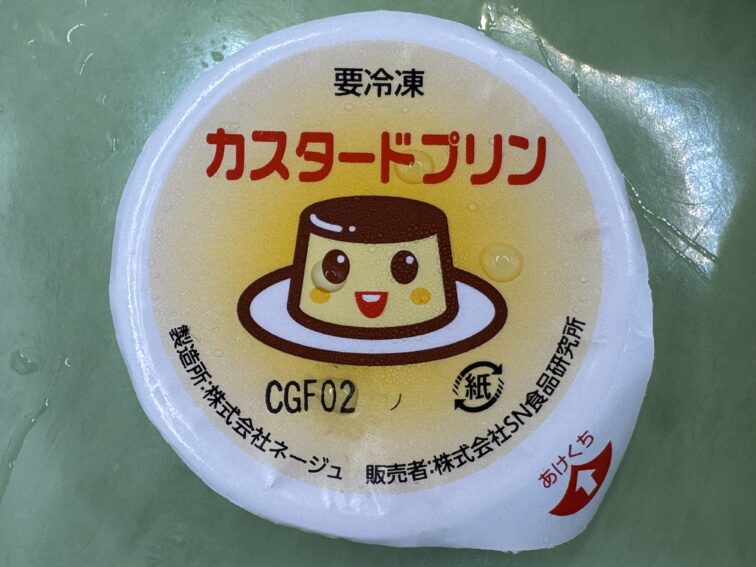 要冷凍
カスタードプリン
CGF02
紙
製造所:株式会社ネージュ 販売者:株式会社SN食品研究所
あけくち